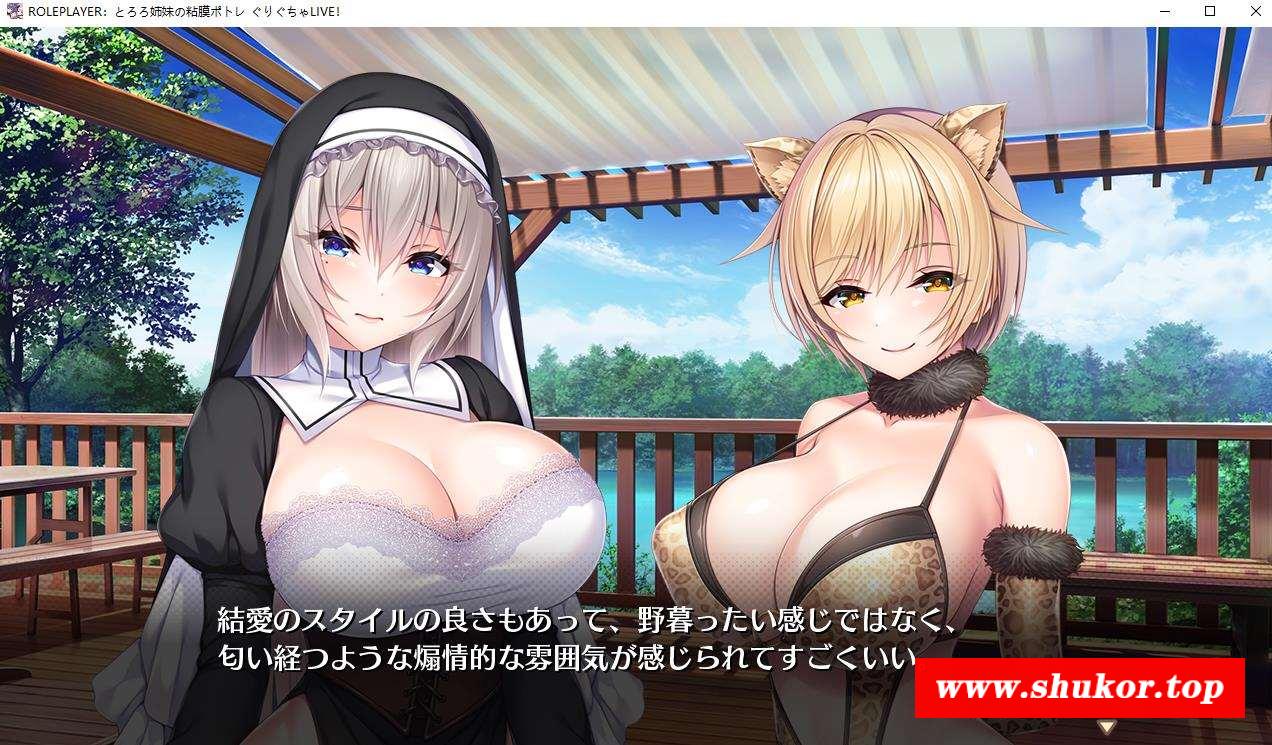 ROLEPLAYER: とろろ姉妹の粘膜ポトレ ぐりぐちゃLIVE!
結愛のスタイルの良さもあって、野暮ったい感じではなく、
匂い経つような煽情的な雰囲気が感じられてすごくいい
www.shukor.top